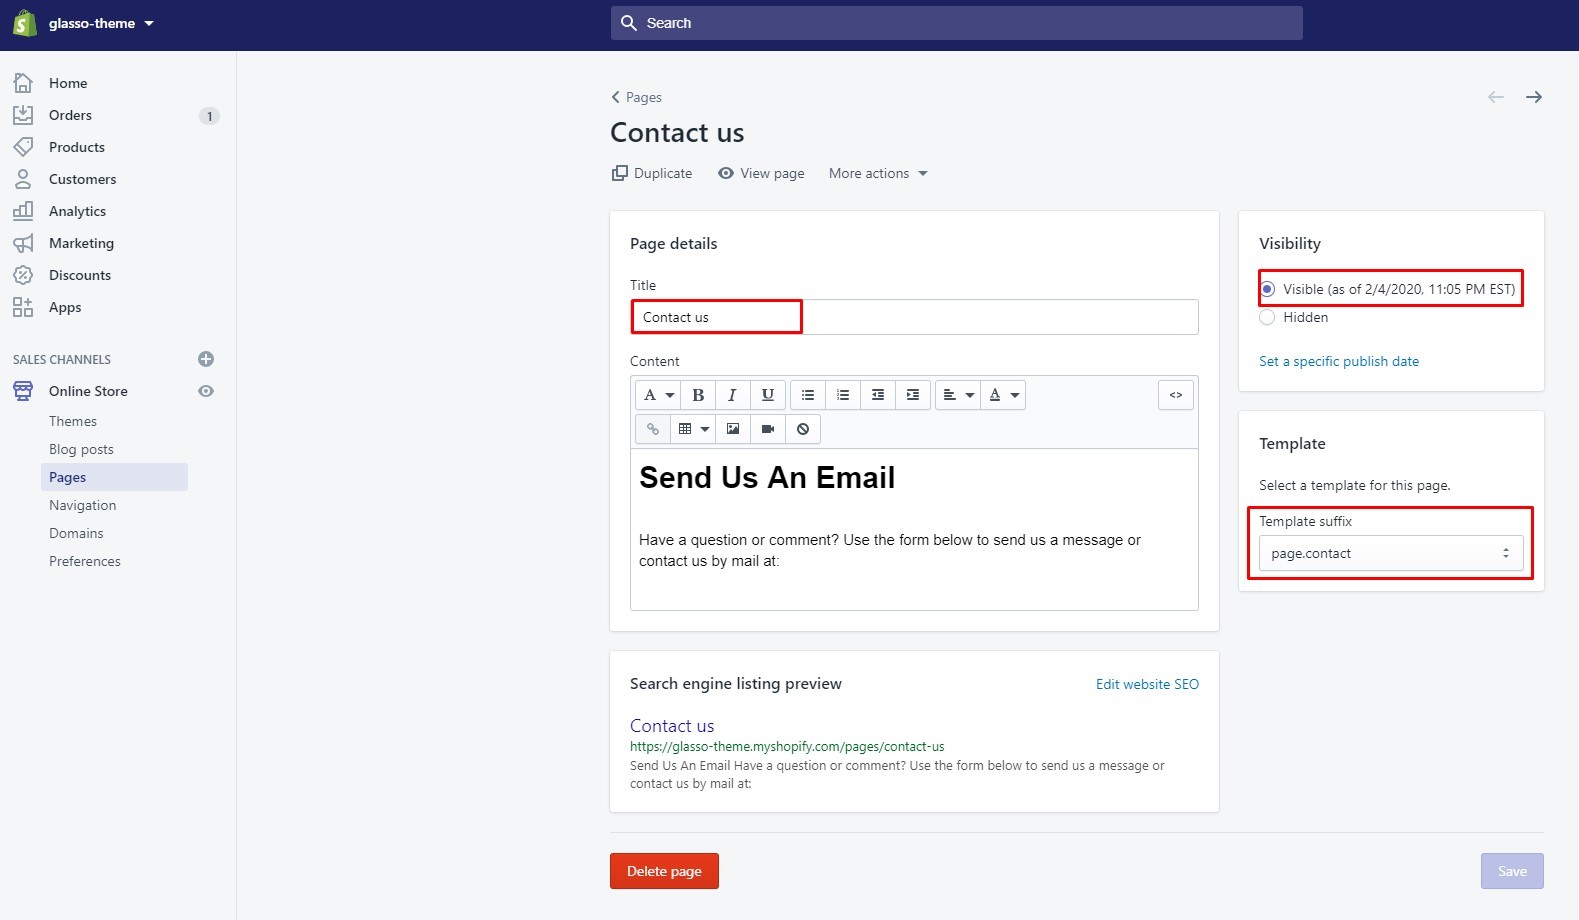 glasso-theme
Search
Home
Orders 1
Products
Customers
Analytics
Marketing
Discounts
Apps
SALES CHANNELS
Online Store
Themes
Blog posts
Pages
Navigation
Domains
Preferences
Pages
Contact us
Duplicate View page More actions
Page details
Title
Contact us
Content
A B I U A <>
Send Us An Email
Have a question or comment? Use the form below to send us a message or
contact us by mail at:
Search engine listing preview Edit website SEO
Contact us
https://glasso-theme.myshopify.com/pages/contact-us
Send Us An Email Have a question or comment? Use the form below to send us a message or
contact us by mail at:
Visibility
Visible (as of 2/4/2020, 11:05 PM EST)
Hidden
Set a specific publish date
Template
Select a template for this page.
Template suffix
page.contact
Delete page Save